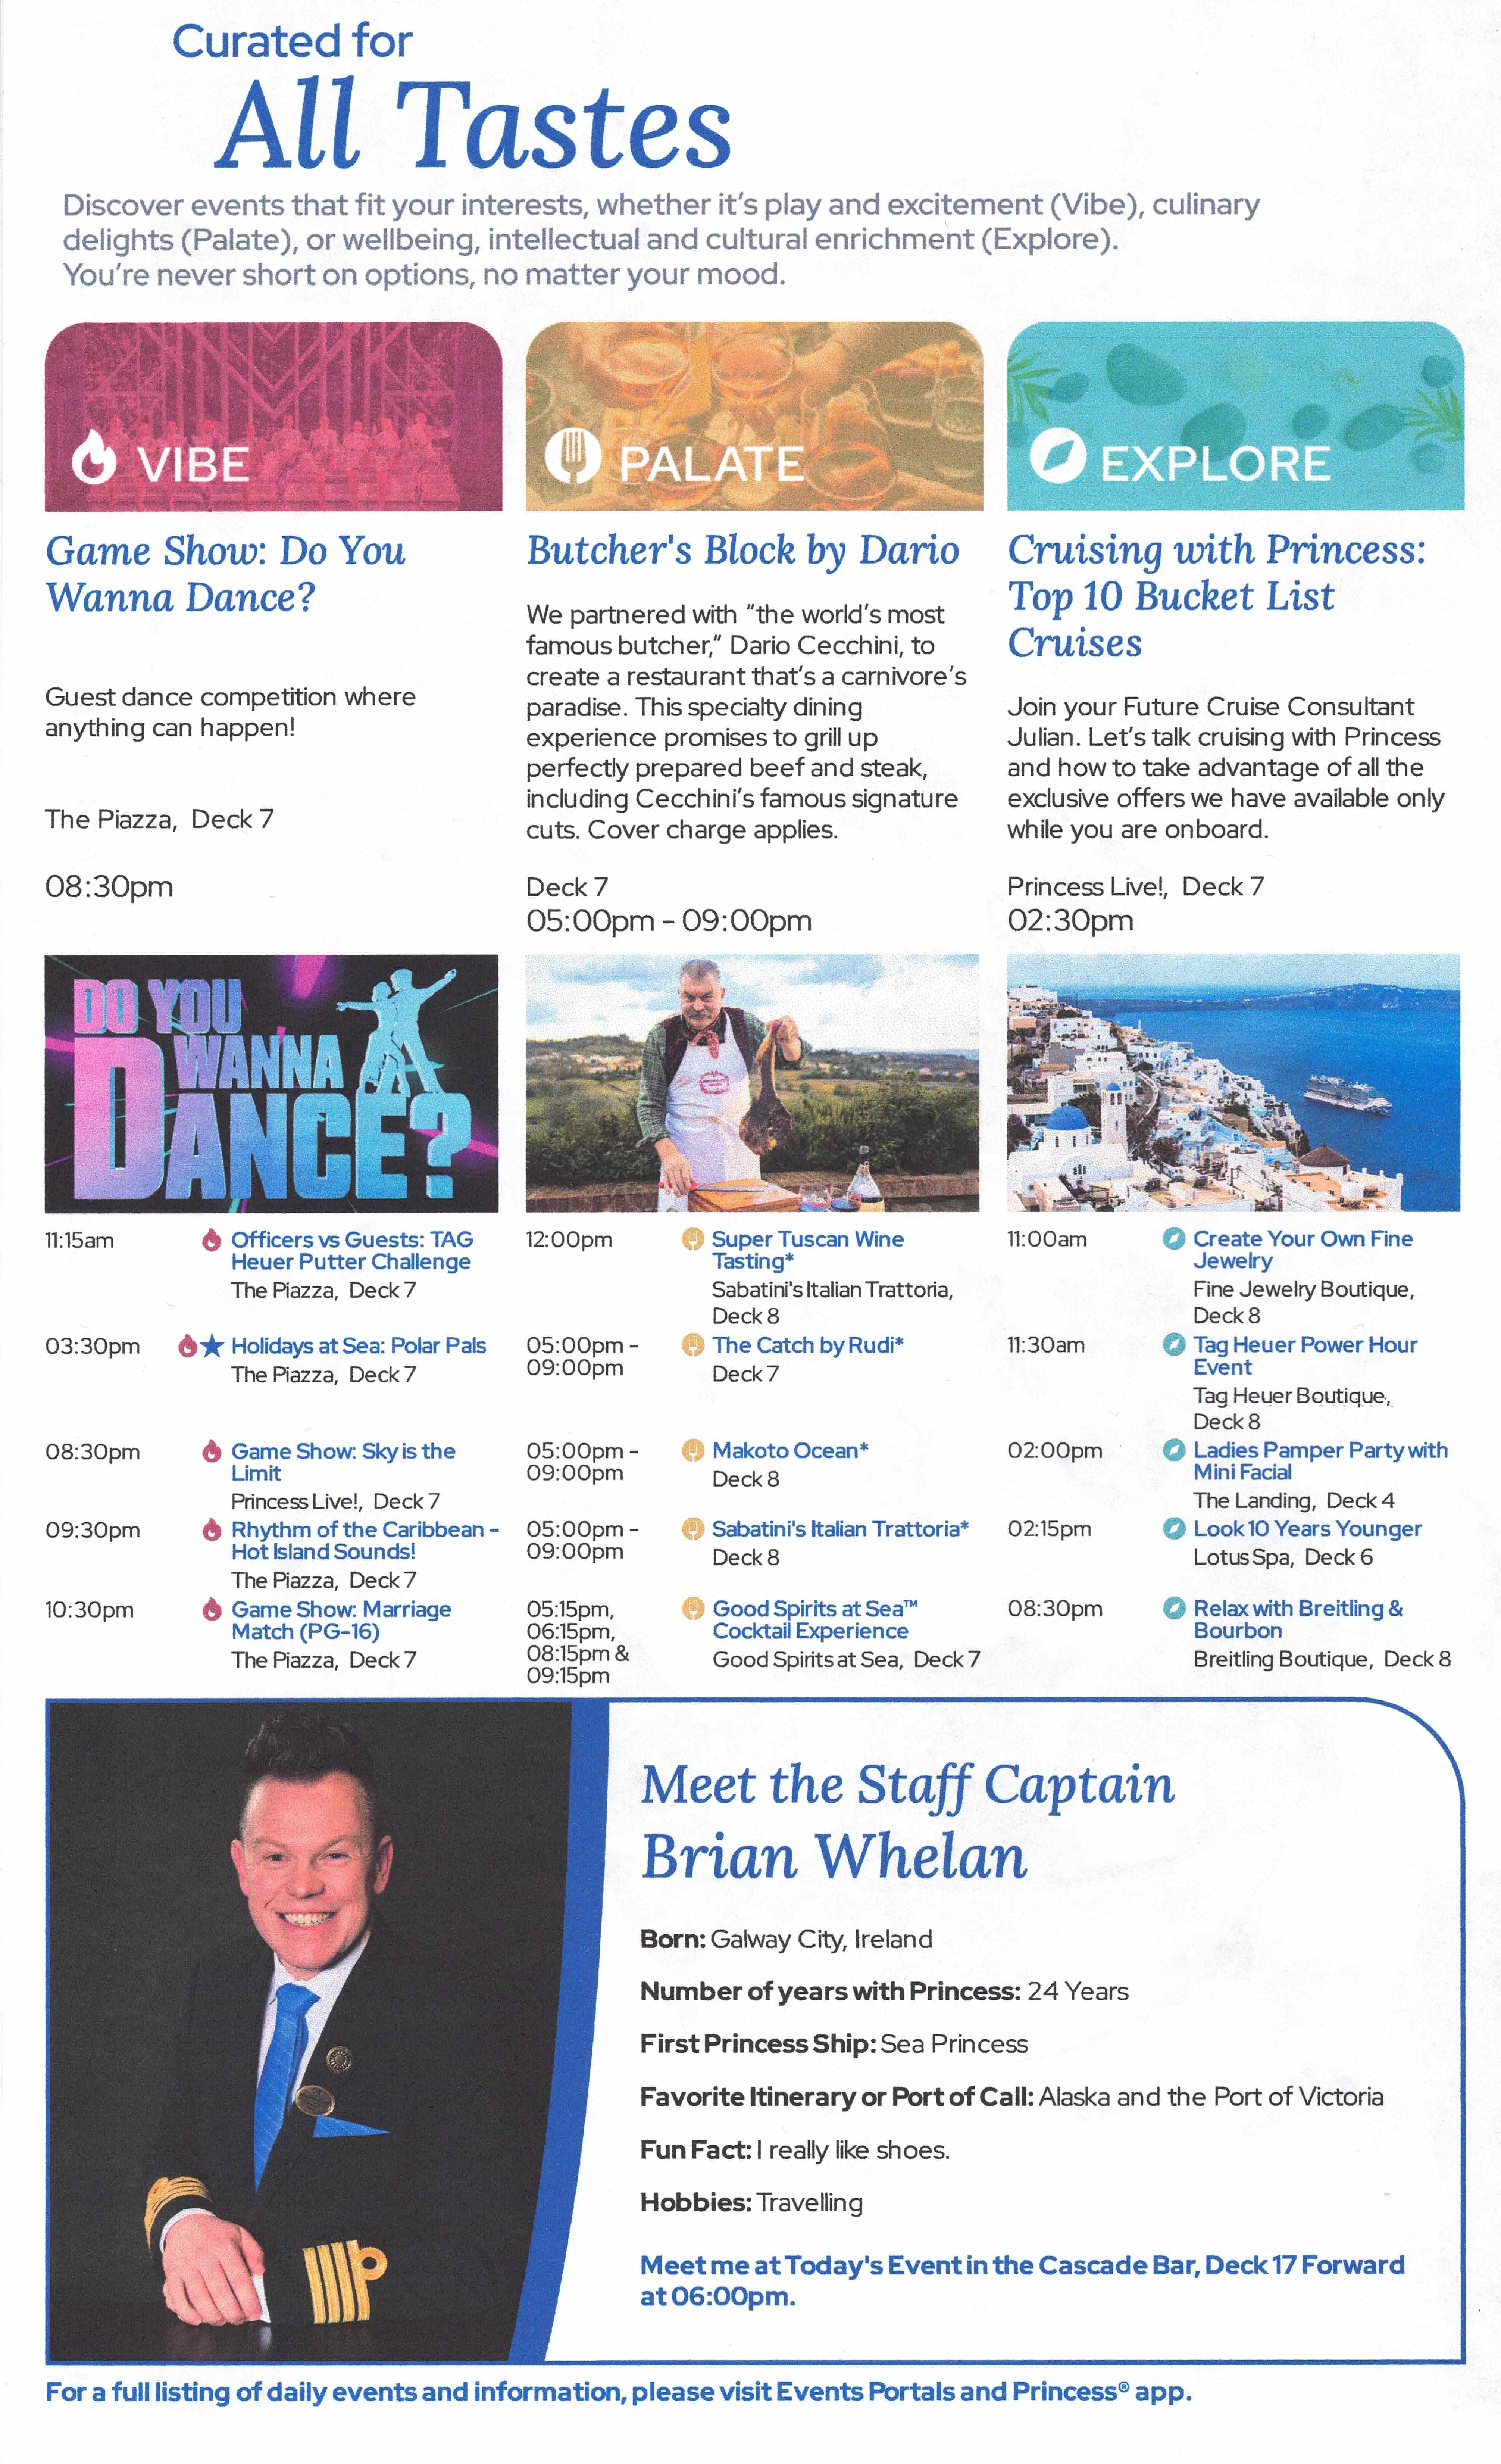 Curated for
All Tastes
Discover events that fit your interests, whether it's play and excitement (Vibe), culinary
delights (Palate), or wellbeing, intellectual and cultural enrichment (Explore).
You're never short on options, no matter your mood.
VIBE
Game Show: Do You
Wanna Dance?
Guest dance competition where
anything can happen!
The Piazza, Deck 7
08:30pm
DO YOU
WANNA
DANCE?
11:15am
Officers vs Guests: TAG
Heuer Putter Challenge
The Piazza, Deck 7
03:30pm
Holidays at Sea: Polar Pals
The Piazza, Deck 7
08:30pm
Game Show: Sky is the
Limit
Princess Live!, Deck 7
09:30pm
Rhythm of the Caribbean -
Hot Island Sounds!
The Piazza, Deck 7
10:30pm
Game Show: Marriage
Match (PG-16)
The Piazza, Deck 7
PALATE
Butcher's Block by Dario
We partnered with "the world's most
famous butcher," Dario Cecchini, to
create a restaurant that's a carnivore's
paradise. This specialty dining
experience promises to grill up
perfectly prepared beef and steak,
including Cecchini's famous signature
cuts. Cover charge applies.
Deck 7
05:00pm - 09:00pm
12:00pm
Super Tuscan Wine
Tasting*
Sabatini's Italian Trattoria,
Deck 8
05:00pm -
09:00pm
The Catch by Rudi*
Deck 7
05:00pm -
09:00pm
Makoto Ocean*
Deck 8
05:00pm -
09:00pm
Sabatini's Italian Trattoria*
Deck 8
05:15pm,
06:15pm,
08:15pm &
09:15pm
Good Spirits at Sea™
Cocktail Experience
Good Spirits at Sea, Deck 7
EXPLORE
Cruising with Princess:
Top 10 Bucket List
Cruises
Join your Future Cruise Consultant
Julian. Let's talk cruising with Princess
and how to take advantage of all the
exclusive offers we have available only
while you are onboard.
Princess Live!, Deck 7
02:30pm
11:00am
Create Your Own Fine
Jewelry
Fine Jewelry Boutique,
Deck 8
11:30am
Tag Heuer Power Hour
Event
Tag Heuer Boutique,
Deck 8
02:00pm
Ladies Pamper Party with
Mini Facial
The Landing, Deck 4
02:15pm
Look 10 Years Younger
Lotus Spa, Deck 6
08:30pm
Relax with Breitling &
Bourbon
Breitling Boutique, Deck 8
Meet the Staff Captain
Brian Whelan
Born: Galway City, Ireland
Number of years with Princess: 24 Years
First Princess Ship: Sea Princess
Favorite Itinerary or Port of Call: Alaska and the Port of Victoria
Fun Fact: I really like shoes.
Hobbies: Travelling
Meet me at Today's Event in the Cascade Bar, Deck 17 Forward
at 06:00pm.
For a full listing of daily events and information, please visit Events Portals and Princess® app.